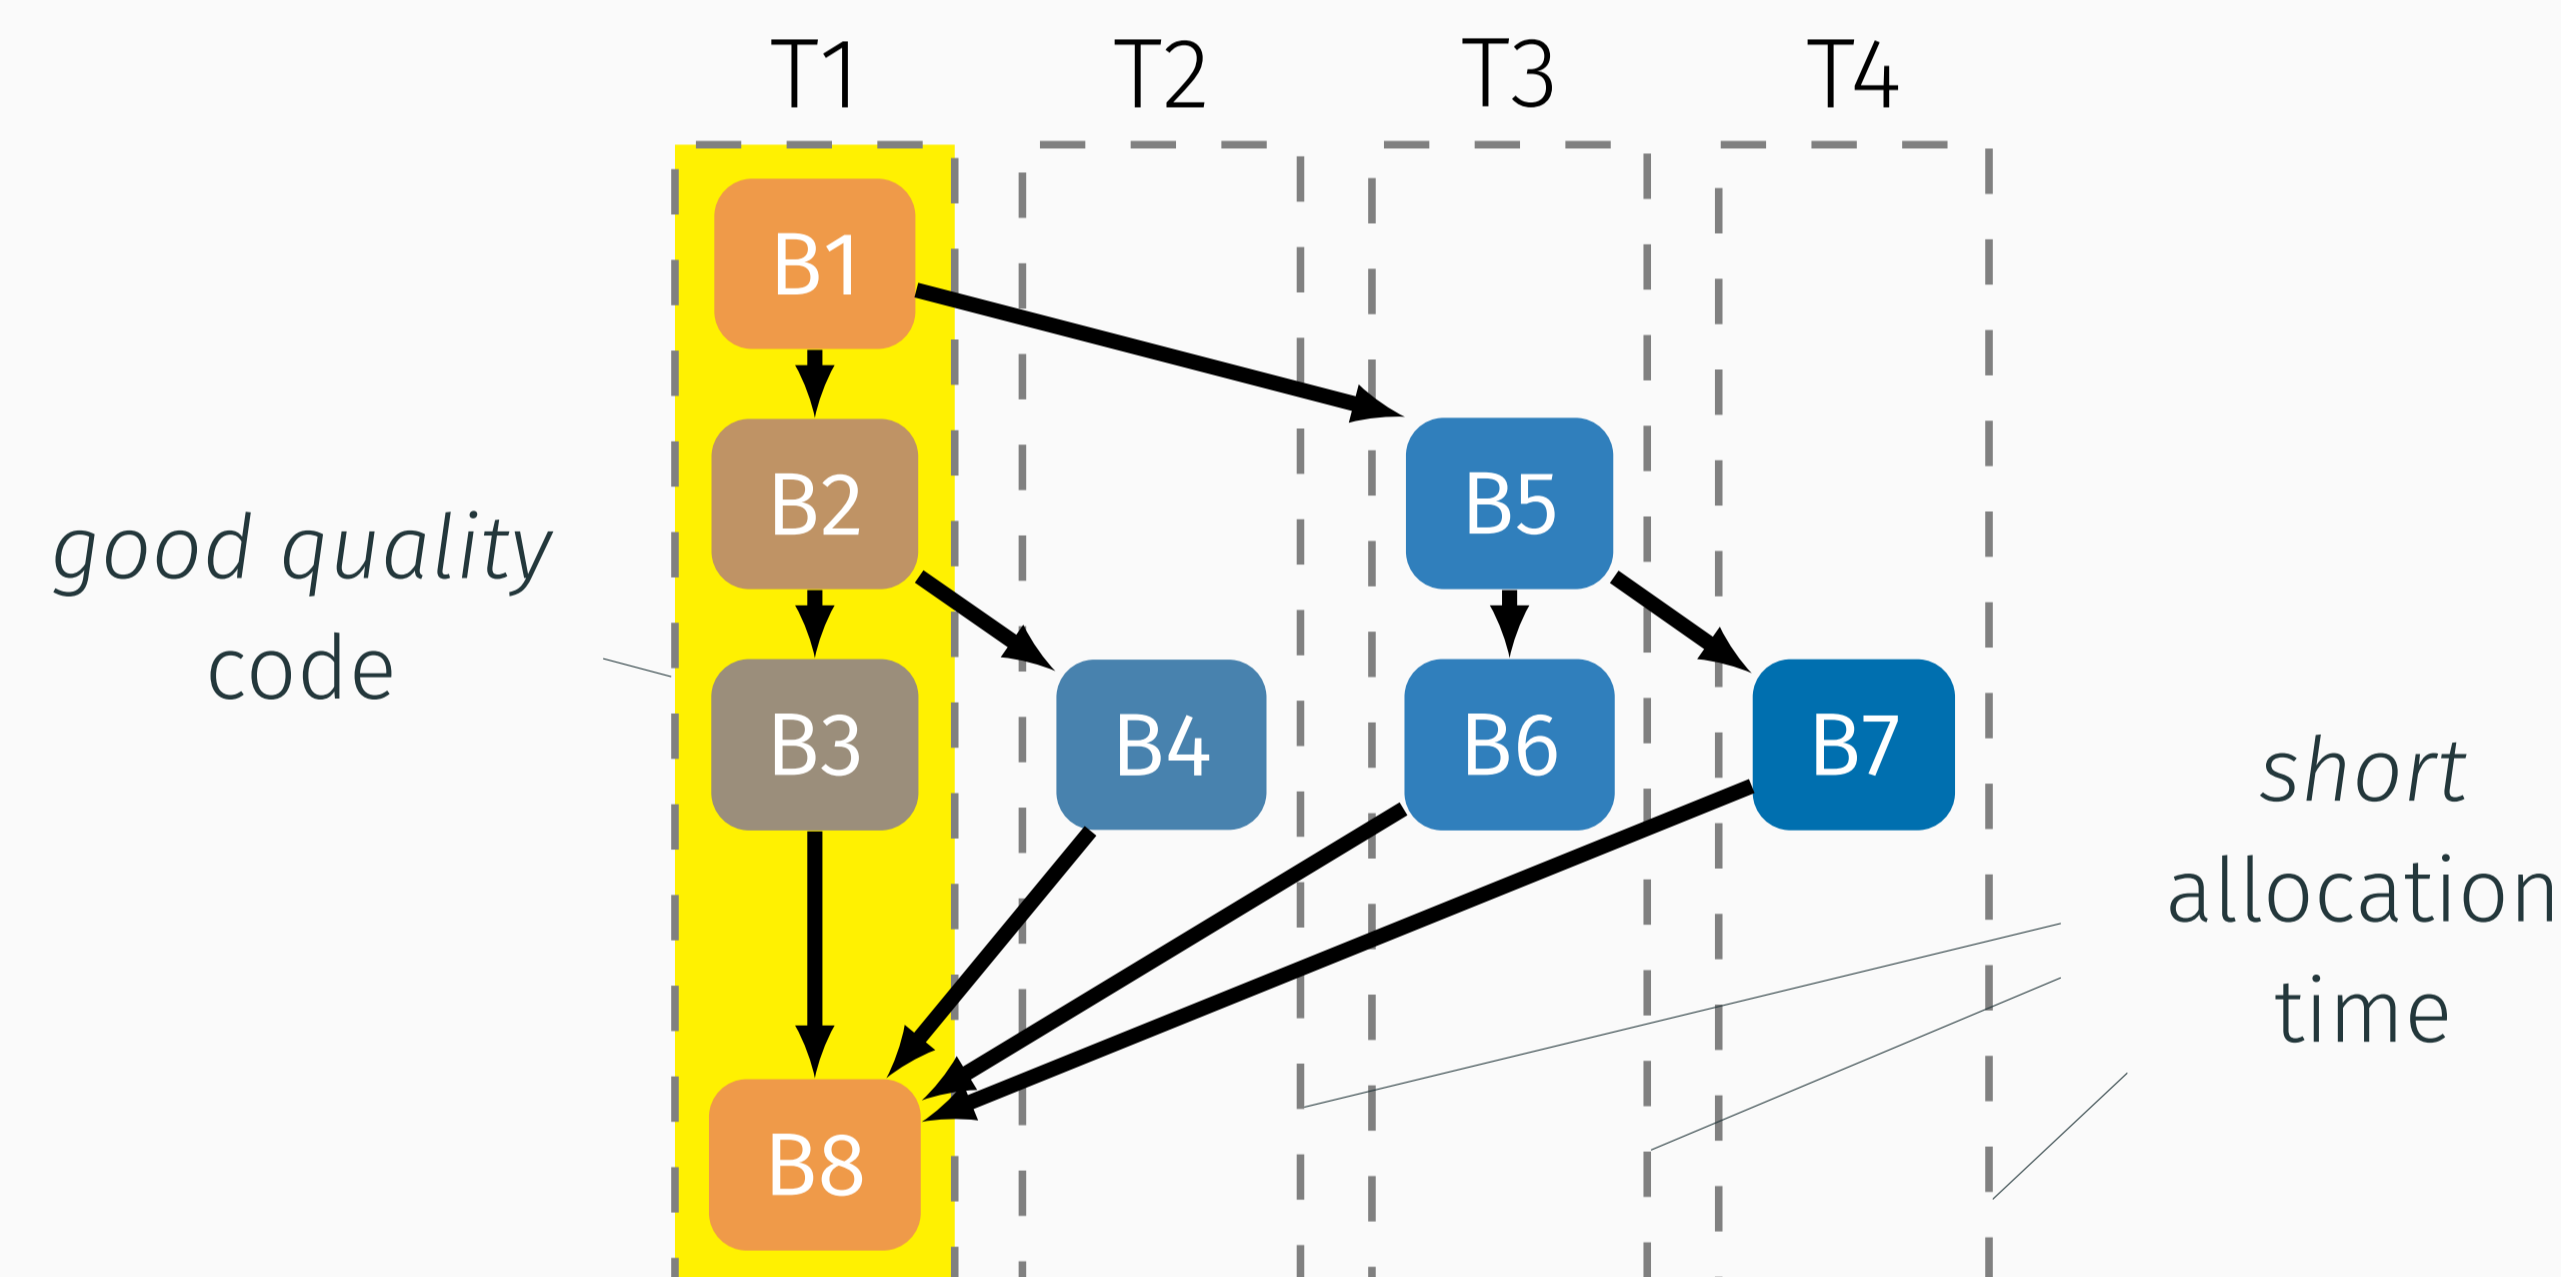 T1 T2 T3 T4
B1
B2 B5
good quality
code
B3 B4 B6 B7
short
allocation
time
B8